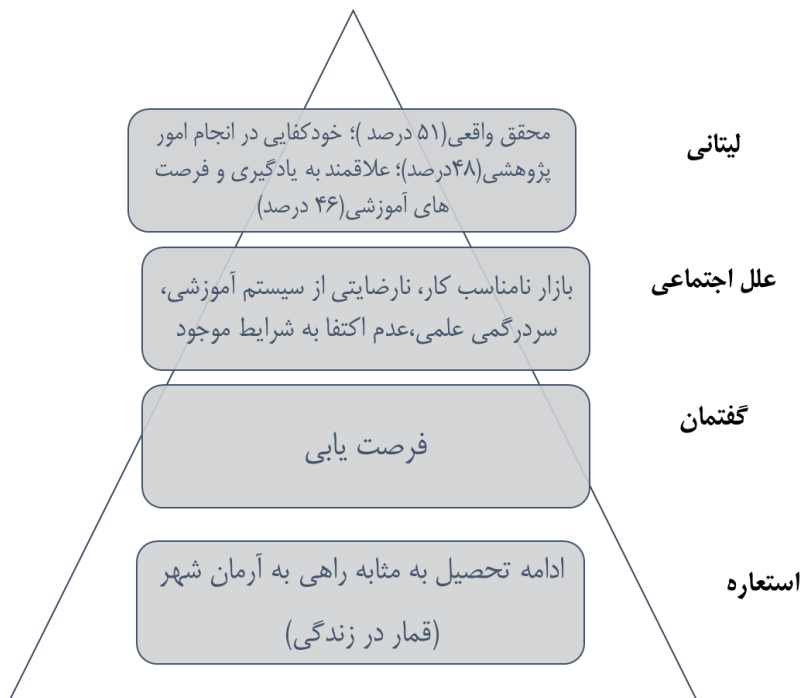 لیتانی
محقق واقعی(۵۱ درصد )؛ خودکفایی در انجام امور
پژوهشی(۴۸درصد)؛ علاقمند به یادگیری و فرصت
های آموزشی(۴۶ درصد)
علل اجتماعی
بازار نامناسب کار، نارضایتی از سیستم آموزشی،
سردرگمی علمی،عدم اکتفا به شرایط موجود
گفتمان
فرصت یابی
استعاره
ادامه تحصیل به مثابه راهی به آرمان شهر
(قمار در زندگی)